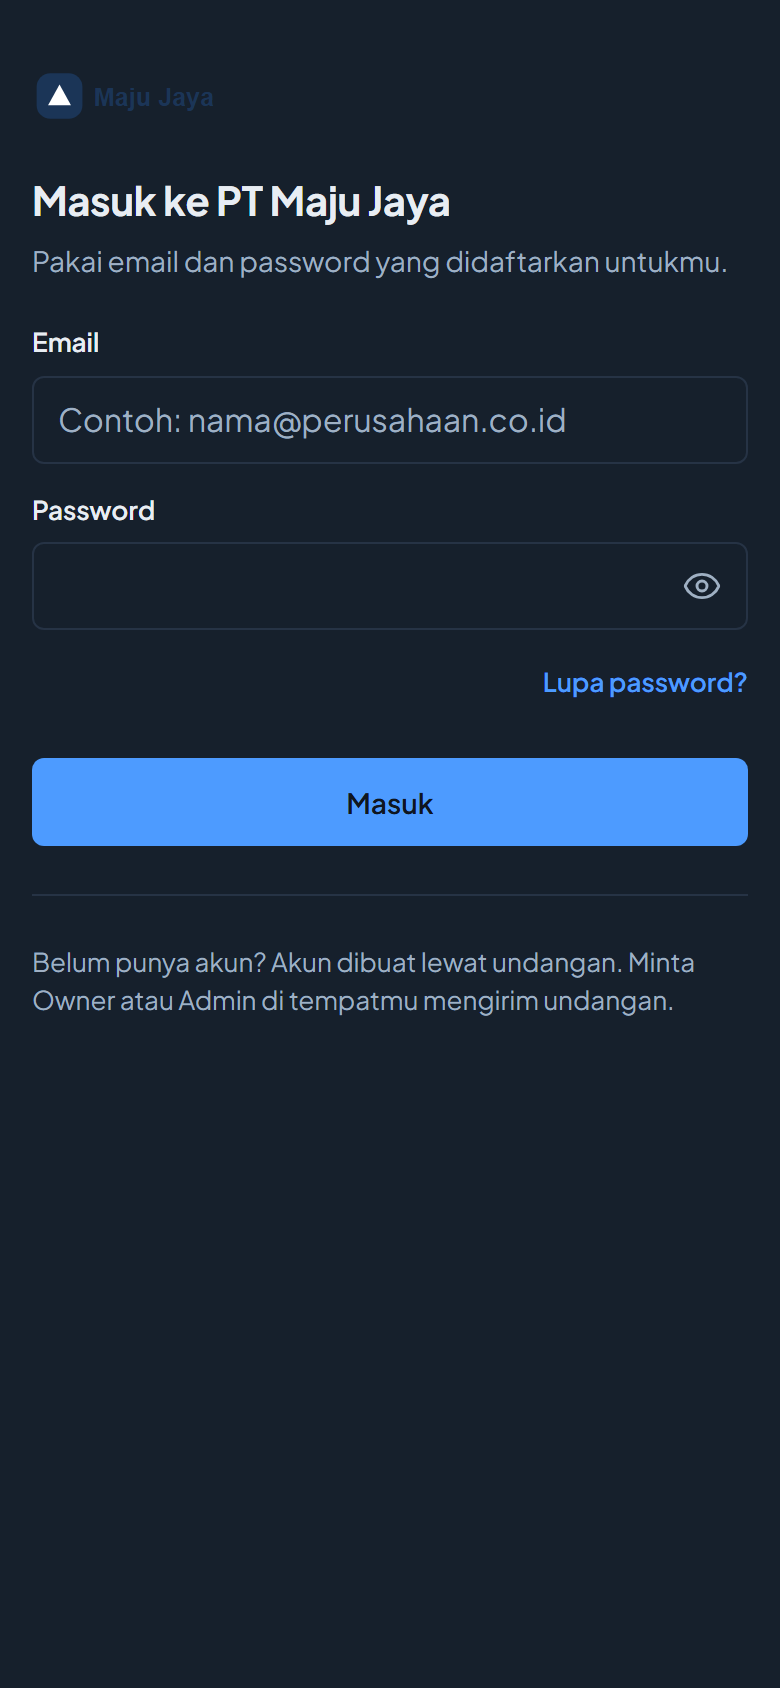 Maju Jaya
Masuk ke PT Maju Jaya
Pakai email dan password yang didaftarkan untukmu.
Email
Contoh: nama@perusahaan.co.id
Password
Lupa password?
Masuk
Belum punya akun? Akun dibuat lewat undangan. Minta
Owner atau Admin di tempatmu mengirim undangan.